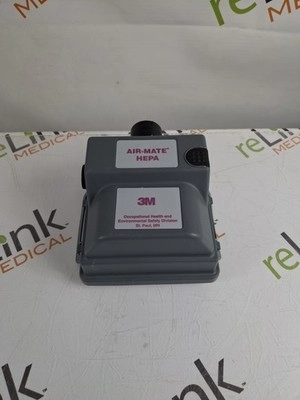 reLink
MEDICAL
reLink
MEDICAL
AIR-MATE®
HEPA
3M
Occupational Health and
Environmental Safety Division
St. Paul, MN
reLink
MEDICAL